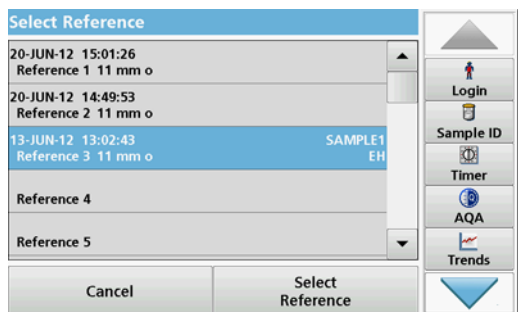 Select Reference
20-JUN-12 15:01:26
Reference 1 11 mm o
20-JUN-12 14:49:53
Reference 2 11 mm o
13-JUN-12 13:02:43 SAMPLE1
Reference 3 11 mm o EH
Reference 4
Reference 5
Cancel
Select
Reference
Login
Sample ID
Timer
AQA
Trends